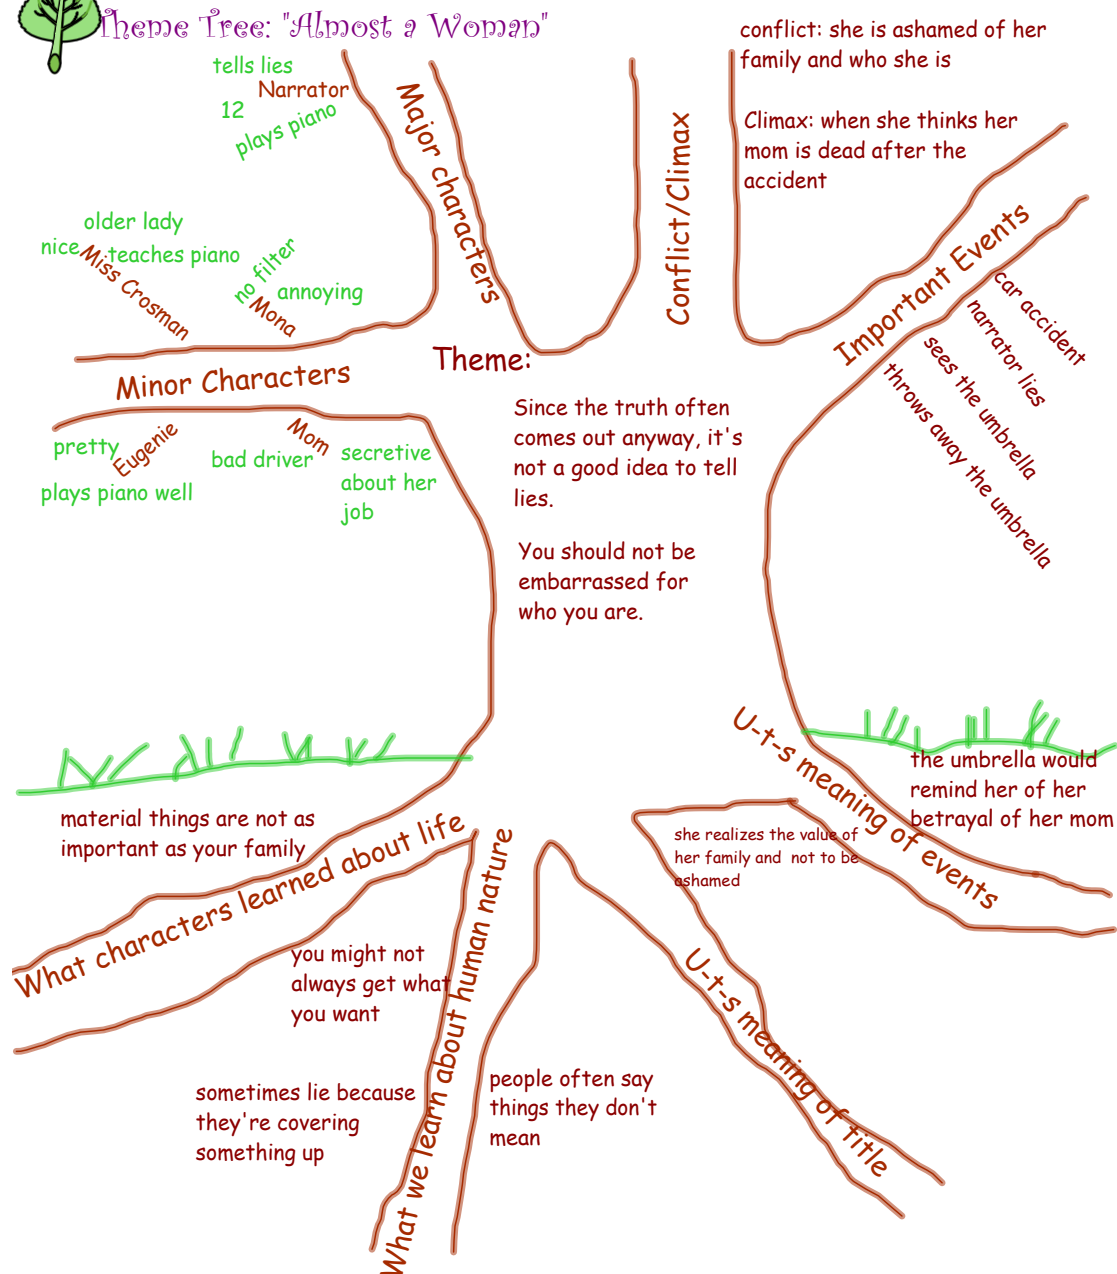 Theme Tree: "Almost a Woman"
tells lies
Narrator
12
plays piano
Major characters
Conflict/Climax
conflict: she is ashamed of her
family and who she is
Climax: when she thinks her
mom is dead after the
accident
older lady
nice
Miss Crosman
teaches piano
no filter
Mona
annoying
Minor Characters
pretty
Eugenie
plays piano well
Mom
bad driver
secretive
about her
job
Important Events
car accident
narrator lies
sees the umbrella
throws away the umbrella
Theme:
Since the truth often
comes out anyway, it's
not a good idea to tell
lies.
You should not be
embarrassed for
who you are.
material things are not as
important as your family
What characters learned about life
you might not
always get what
you want
What we learn about human nature
sometimes lie because
they're covering
something up
people often say
things they don't
mean
U-t-s meaning of events
the umbrella would
remind her of her
betrayal of her mom
she realizes the value of
her family and not to be
ashamed
U-t-s meaning of title